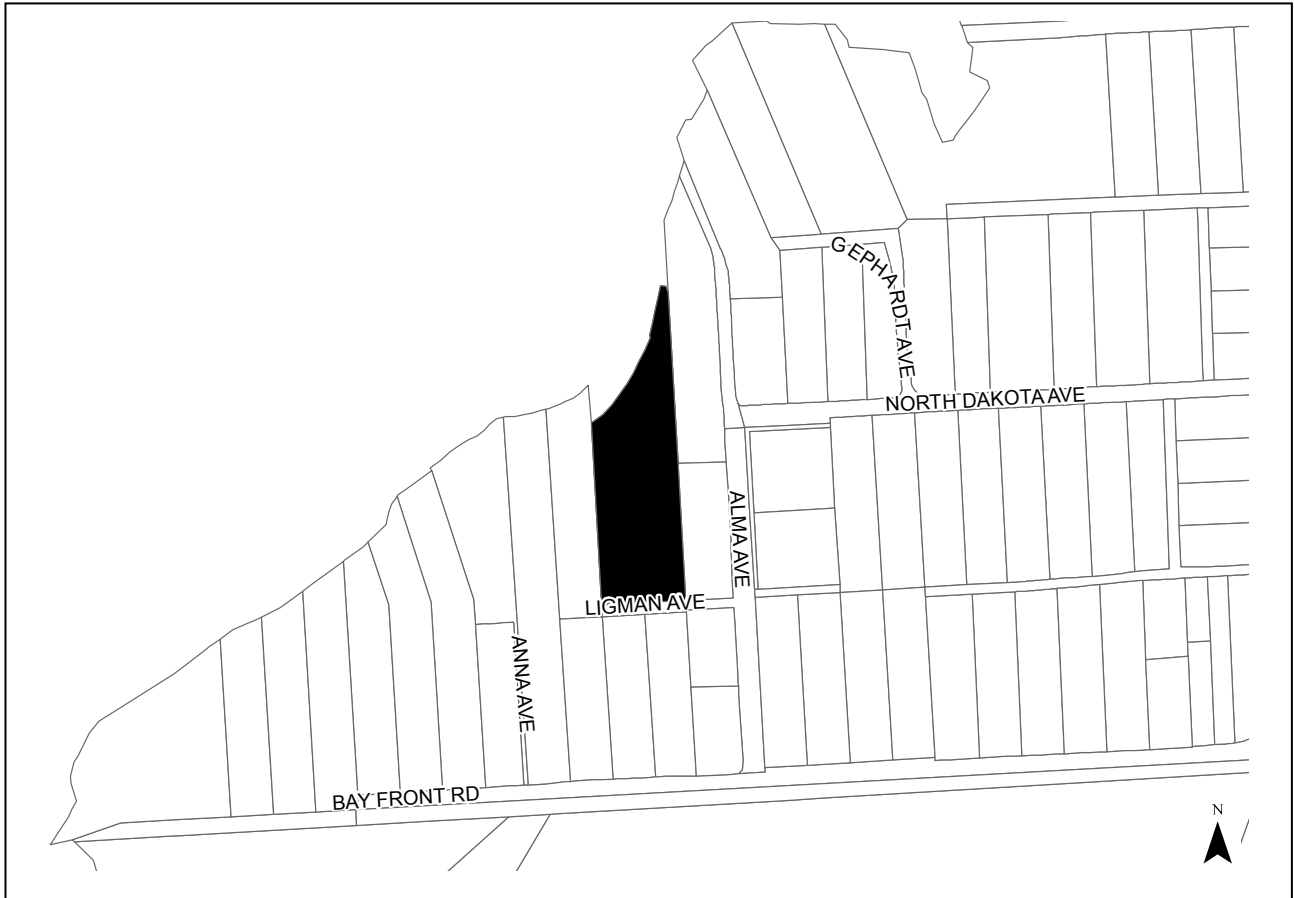 GEPHARDT AVE
NORTH DAKOTA AVE
ALMA AVE
LIGMAN AVE
ANNA AVE
BAY FRONT RD
N